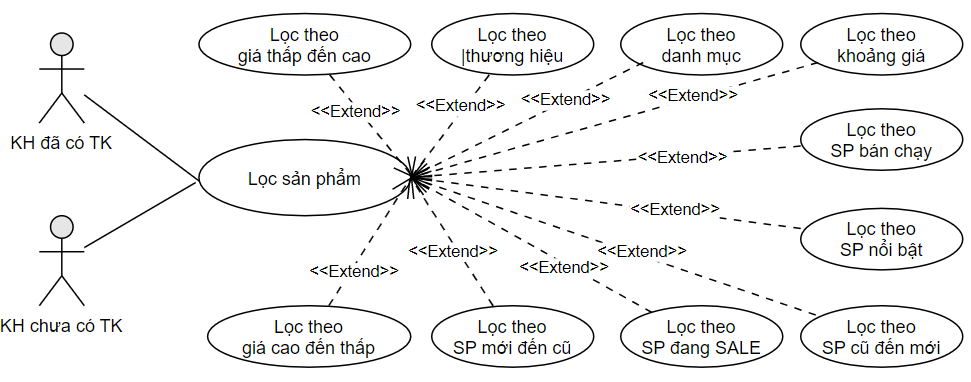 Lọc theo
giá thấp đến cao
Lọc theo
|thương hiệu
Lọc theo
danh mục
Lọc theo
khoảng giá
<<Extend>>
<<Extend>>
<<Extend>>
<<Extend>>
KH đã có TK
Lọc theo
SP bán chạy
<<Extend>>
Lọc sản phẩm
<<Extend>>
Lọc theo
SP nổi bật
<<Extend>>
<<Extend>>
<<Extend>>
<<Extend>>
KH chưa có TK
Lọc theo
giá cao đến thấp
Lọc theo
SP mới đến cũ
Lọc theo
SP đang SALE
Lọc theo
SP cũ đến mới